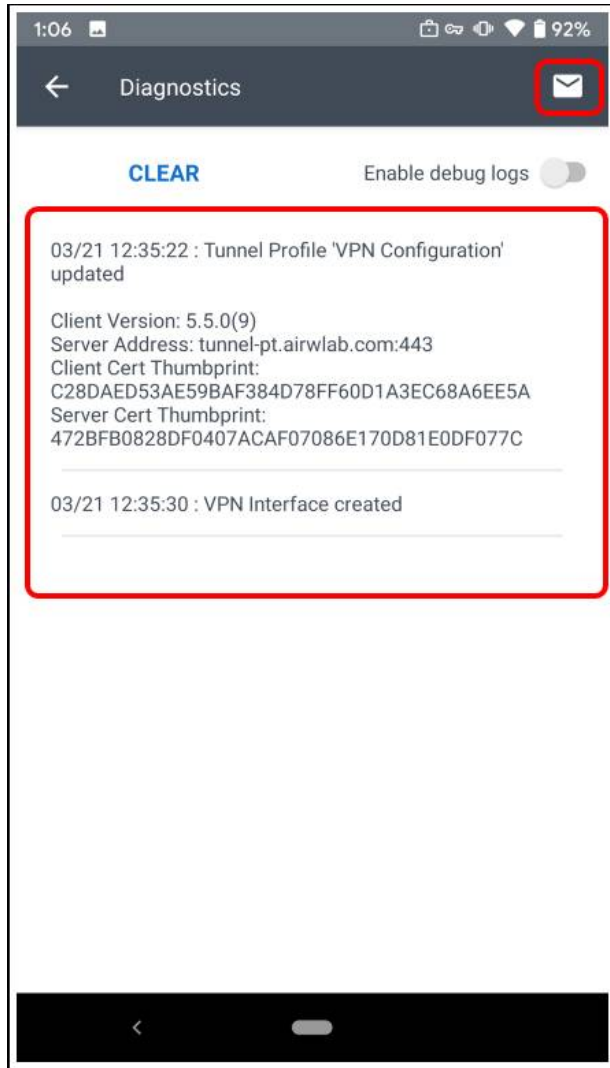 1:06 92%
Diagnostics
CLEAR Enable debug logs
03/21 12:35:22 : Tunnel Profile 'VPN Configuration'
updated
Client Version: 5.5.0(9)
Server Address: tunnel-pt.airwlab.com:443
Client Cert Thumbprint:
C28DAED53AE59BAF384D78FF60D1A3EC68A6EE5A
Server Cert Thumbprint:
472BFB0828DF0407ACAF07086E170D81E0DF077C
03/21 12:35:30 : VPN Interface created